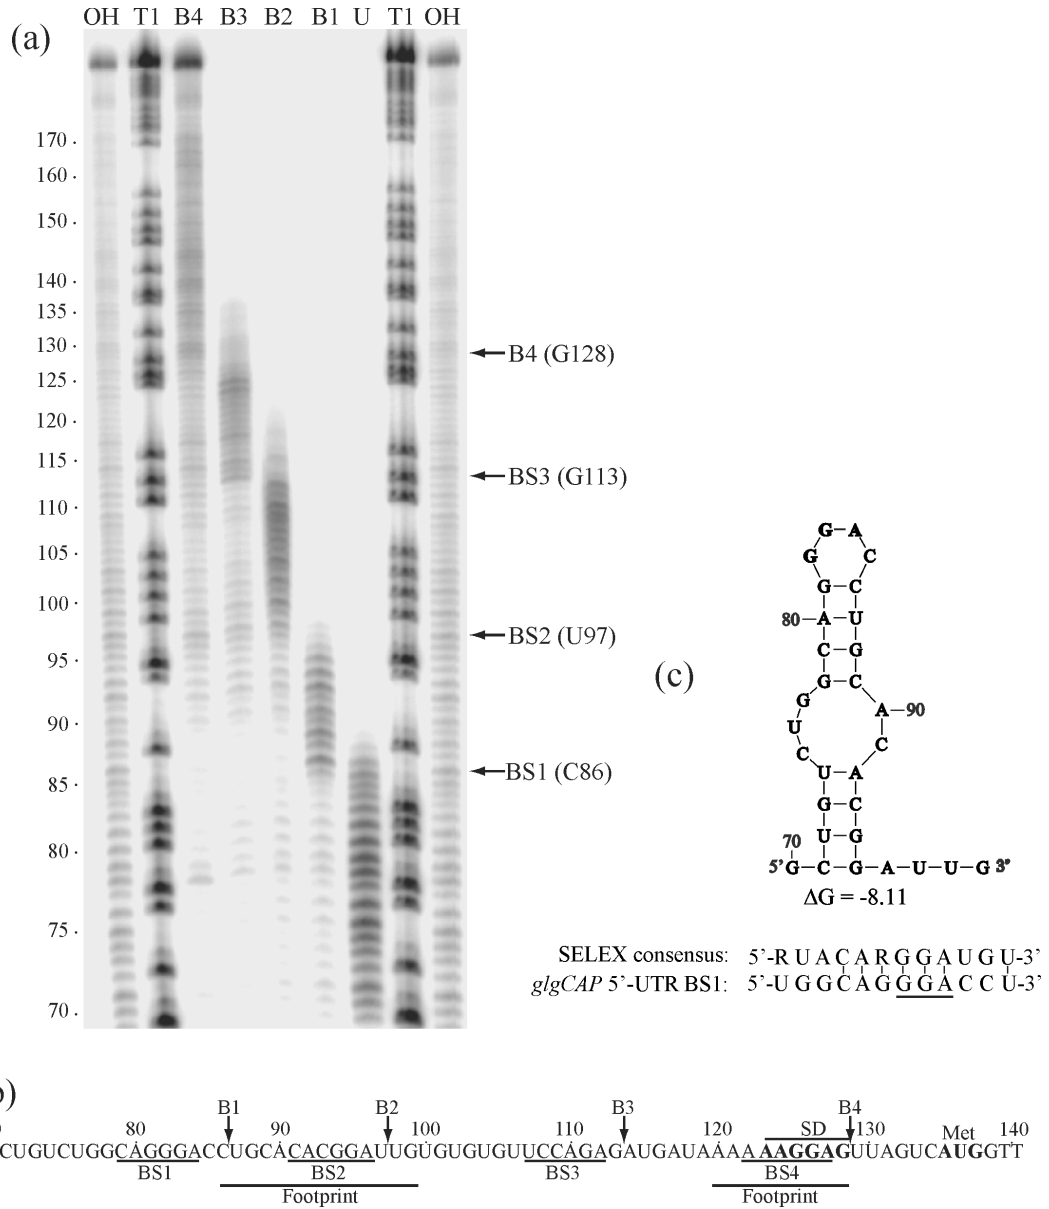 (a)
OH T1 B4 B3 B2 B1 U T1 OH
170
160
150
140
135
130
125
120
115
110
105
100
95
90
85
80
75
70
B4 (G128)
BS3 (G113)
BS2 (U97)
BS1 (C86)
(c)
G A
G C
G C
80 A U
C G
G C
G A 90
U C
C
U A
G C
U G
70
5’ G C G A U U G 3’
ΔG = -8.11
SELEX consensus: 5’-R U A C A R G G A U G U-3’
glgCAP 5’-UTR BS1: 5’-U G G C A G G G A C C U-3’
B1 B2 B3 B4
80 90 100 110 120 SD 130 Met 140
CUGUCUGGCAGGGACCUGCACACGGAUUGUGUGUGUUCCAGAGAUGAUAAAAAAGGAGUUAGUCAUGGTT
BS1 BS2 BS3 BS4
Footprint Footprint